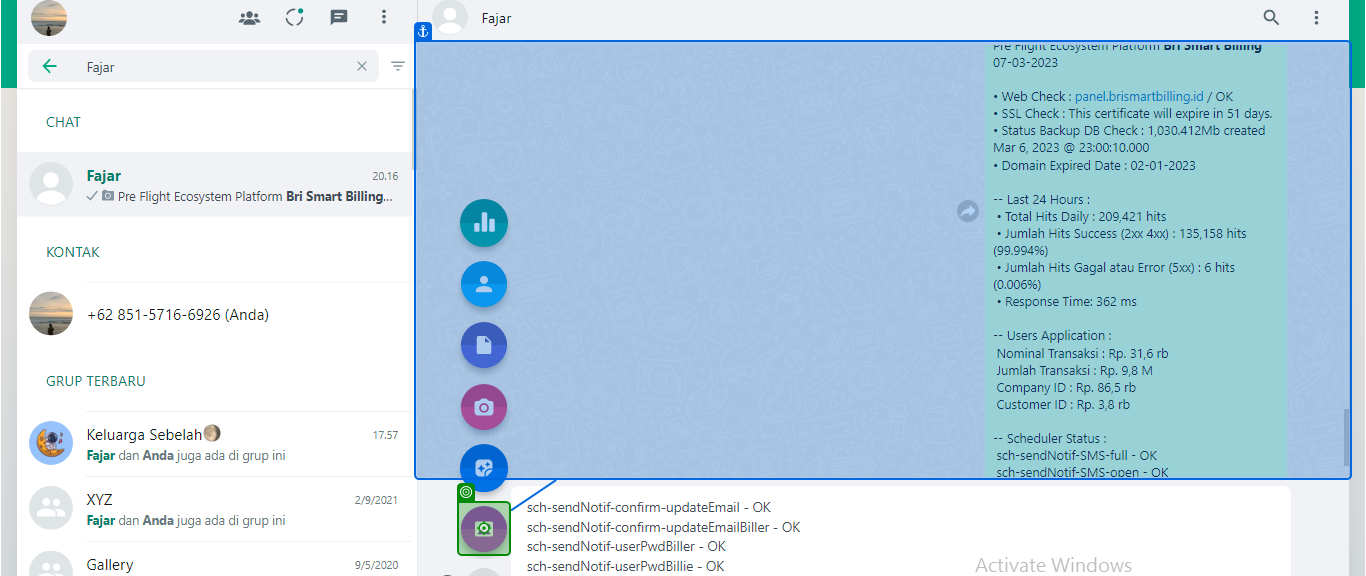 Fajar
Fajar
CHAT
Fajar
20.16
Pre Flight Ecosystem Platform Bri Smart Billing...
KONTAK
+62 851-5716-6926 (Anda)
GRUP TERBARU
Keluarga Sebelah
17.57
Fajar dan Anda juga ada di grup ini
XYZ
2/9/2021
Fajar dan Anda juga ada di grup ini
Gallery
9/5/2020
Pre Flight Ecosystem Platform Bri Smart Billing
07-03-2023
• Web Check : panel.brismartbilling.id / OK
• SSL Check : This certificate will expire in 51 days.
• Status Backup DB Check : 1,030.412Mb created
Mar 6, 2023 @ 23:00:10.000
• Domain Expired Date : 02-01-2023
-- Last 24 Hours :
• Total Hits Daily : 209,421 hits
• Jumlah Hits Success (2xx 4xx) : 135,158 hits
(99.994%)
• Jumlah Hits Gagal atau Error (5xx) : 6 hits
(0.006%)
• Response Time: 362 ms
-- Users Application :
Nominal Transaksi : Rp. 31,6 rb
Jumlah Transaksi : Rp. 9,8 M
Company ID : Rp. 86,5 rb
Customer ID : Rp. 3,8 rb
-- Scheduler Status :
sch-sendNotif-SMS-full - OK
sch-sendNotif-SMS-open - OK
sch-sendNotif-confirm-updateEmail - OK
sch-sendNotif-confirm-updateEmailBiller - OK
sch-sendNotif-userPwdBiller - OK
sch-sendNotif-userPwdBillie - OK
Activate Windows